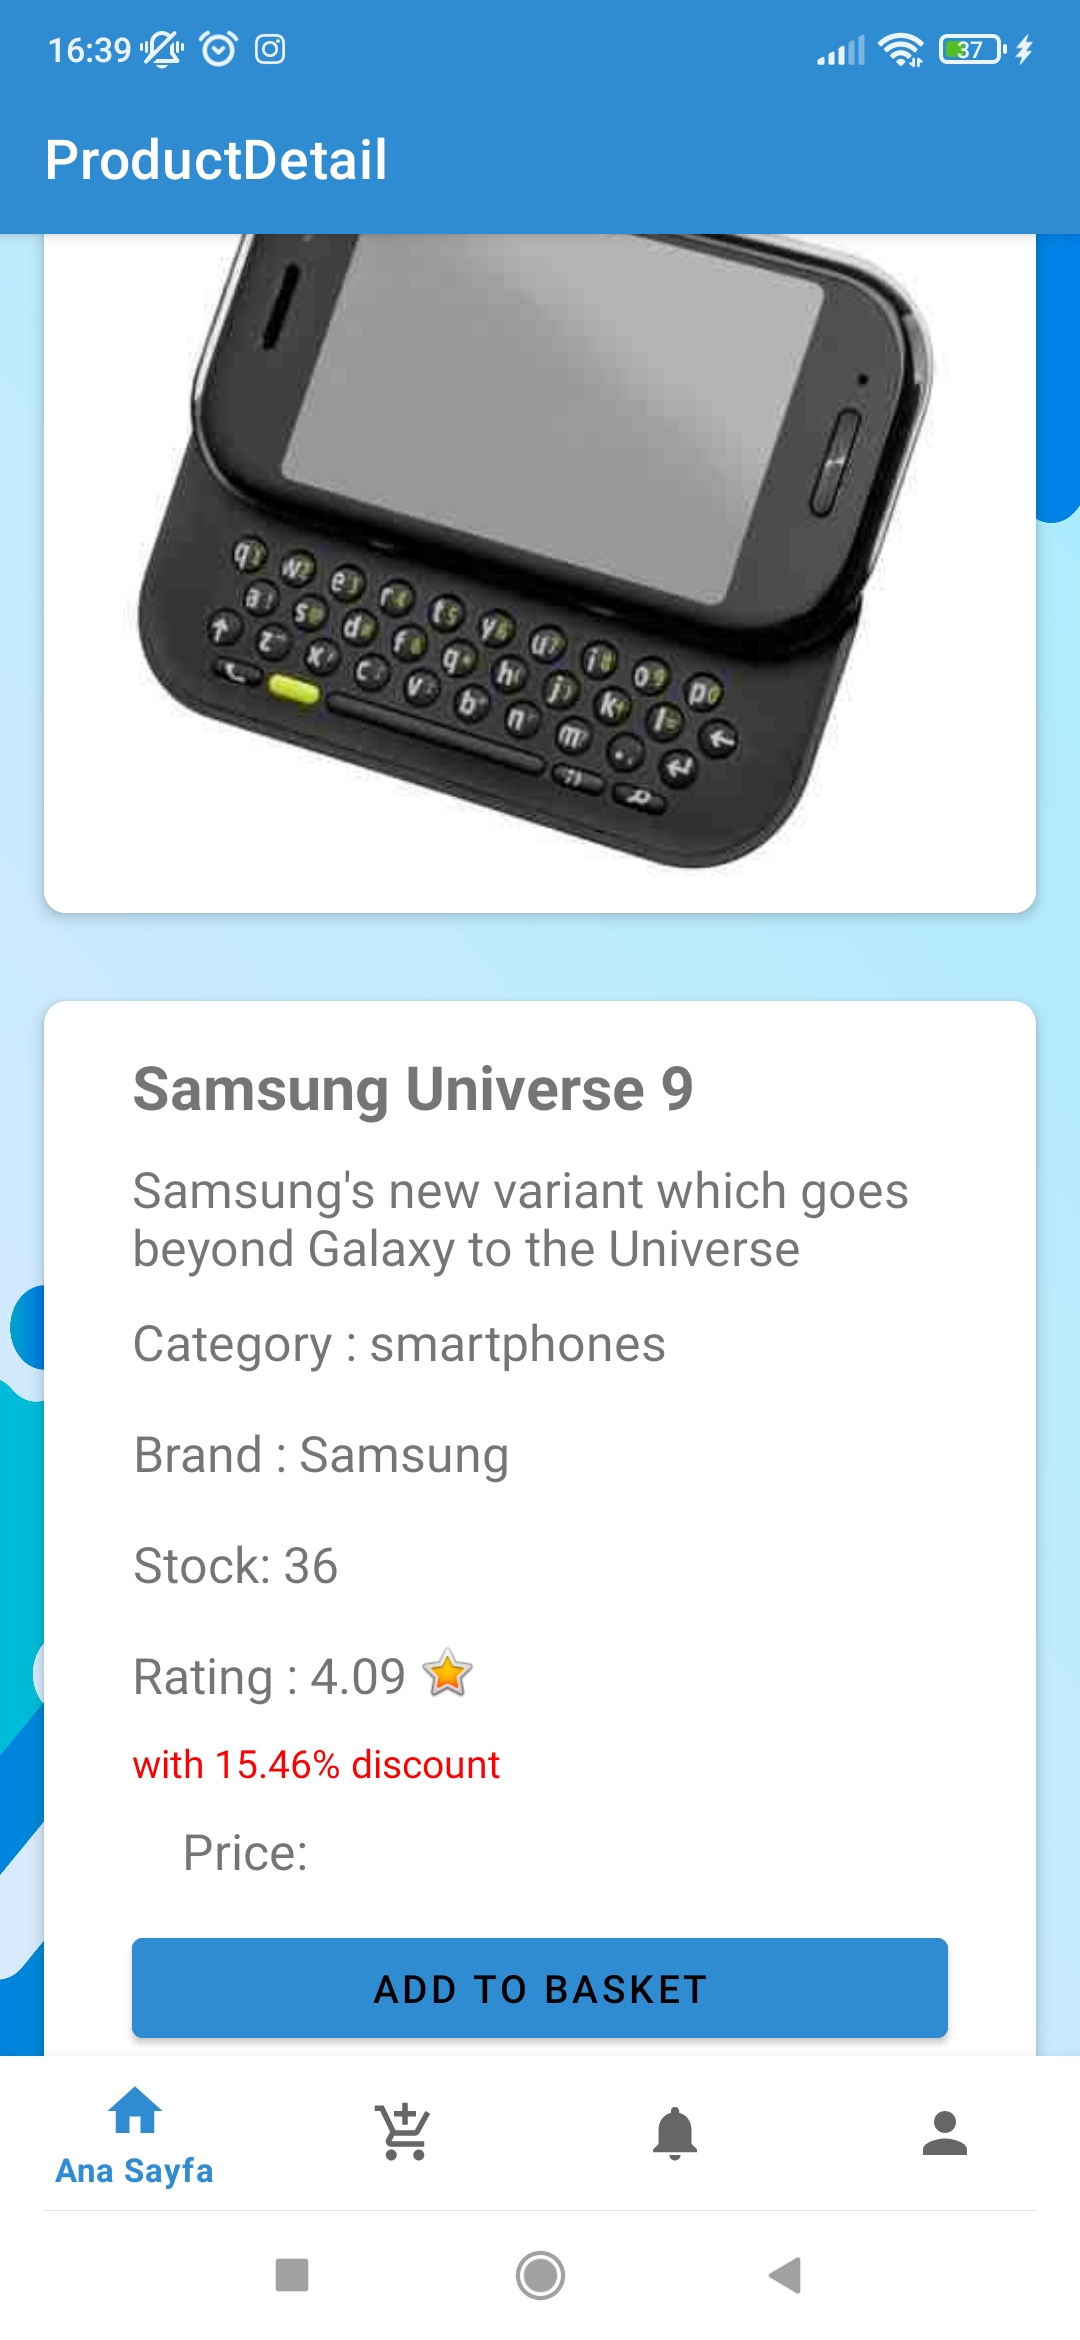 16:39
37
ProductDetail
q w e r t y u i o p
a s d f g h j k l
z x c v b n m
Samsung Universe 9
Samsung's new variant which goes
beyond Galaxy to the Universe
Category : smartphones
Brand : Samsung
Stock: 36
Rating : 4.09
with 15.46% discount
Price:
ADD TO BASKET
Ana Sayfa